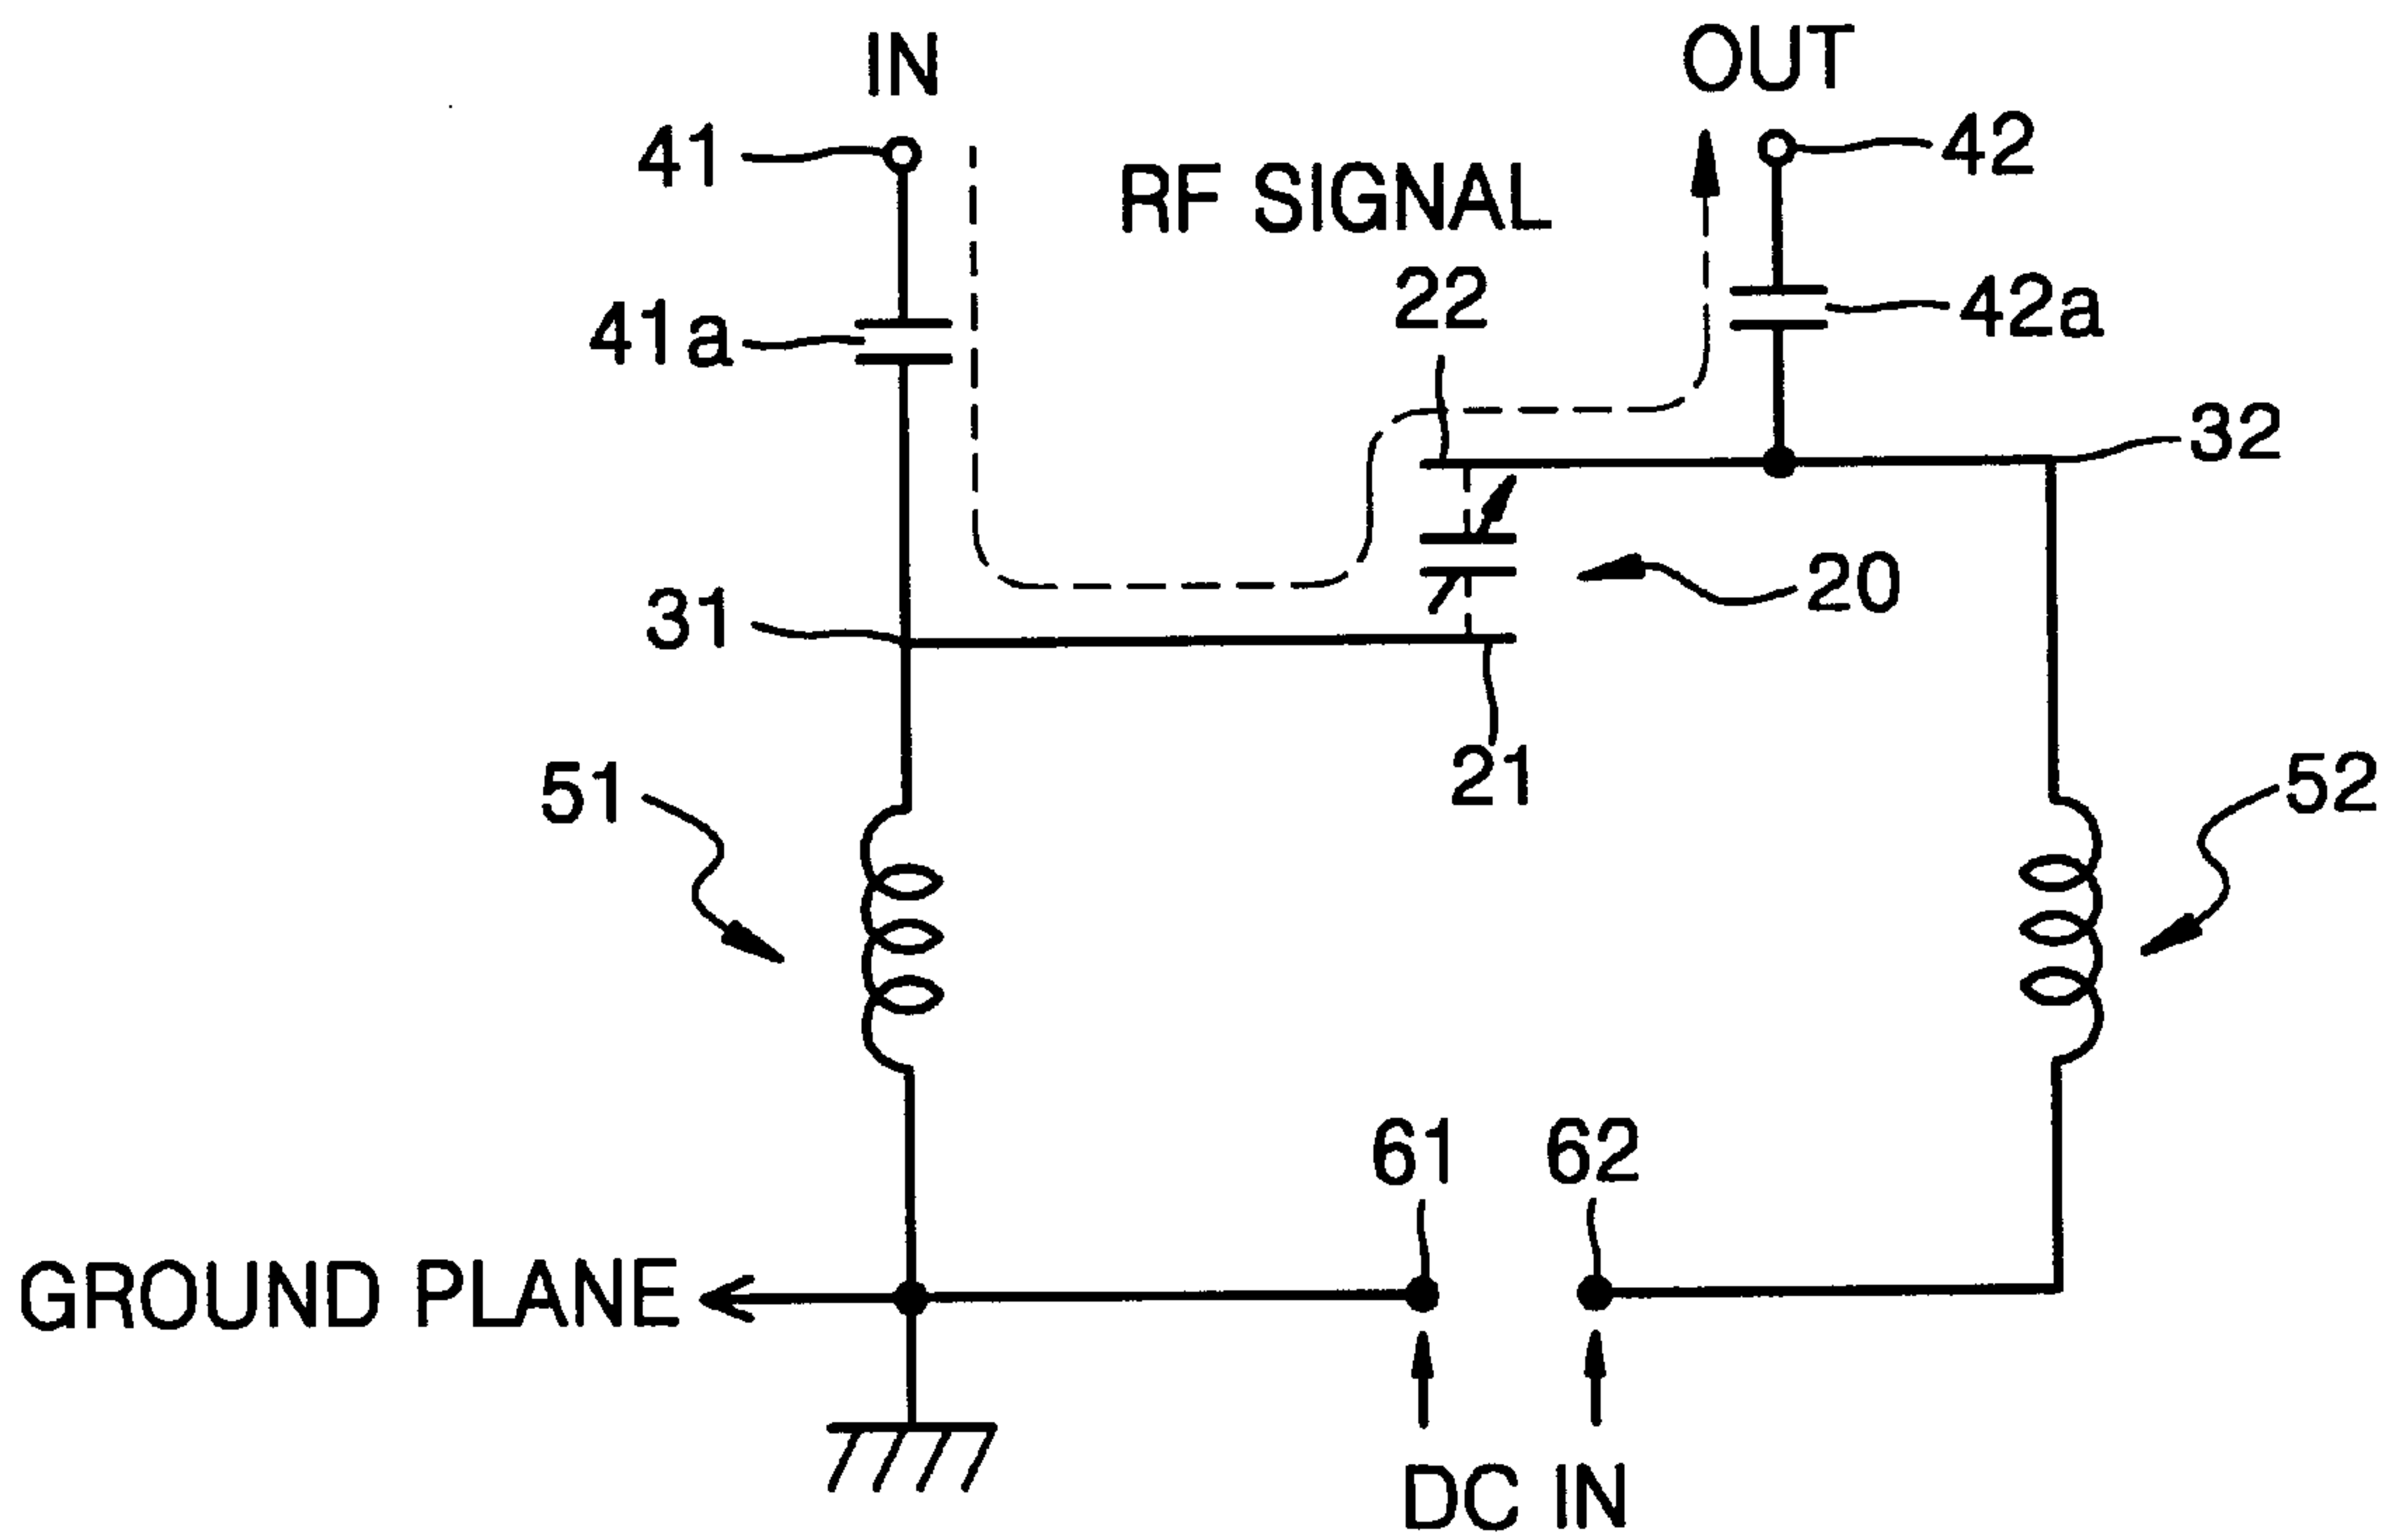 IN
OUT
41
42
RF SIGNAL
22
41a
42a
32
20
31
21
51
52
61
62
GROUND PLANE
DC IN